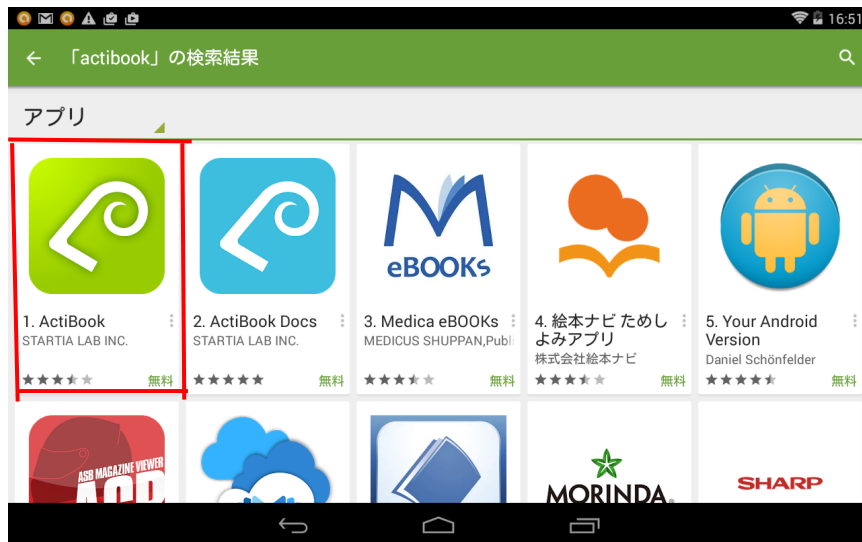 16:51
「actibook」の検索結果
アプリ
1. ActiBook
STARTIA LAB INC.
無料
2. ActiBook Docs
STARTIA LAB INC.
無料
eBOOKs
3. Medica eBOOKs
MEDICUS SHUPPAN,Publi
無料
4. 絵本ナビ ためし
よみアプリ
株式会社絵本ナビ
無料
5. Your Android
Version
Daniel Schönfelder
無料
ASB MAGAZINE VIEWER
MORINDA
SHARP